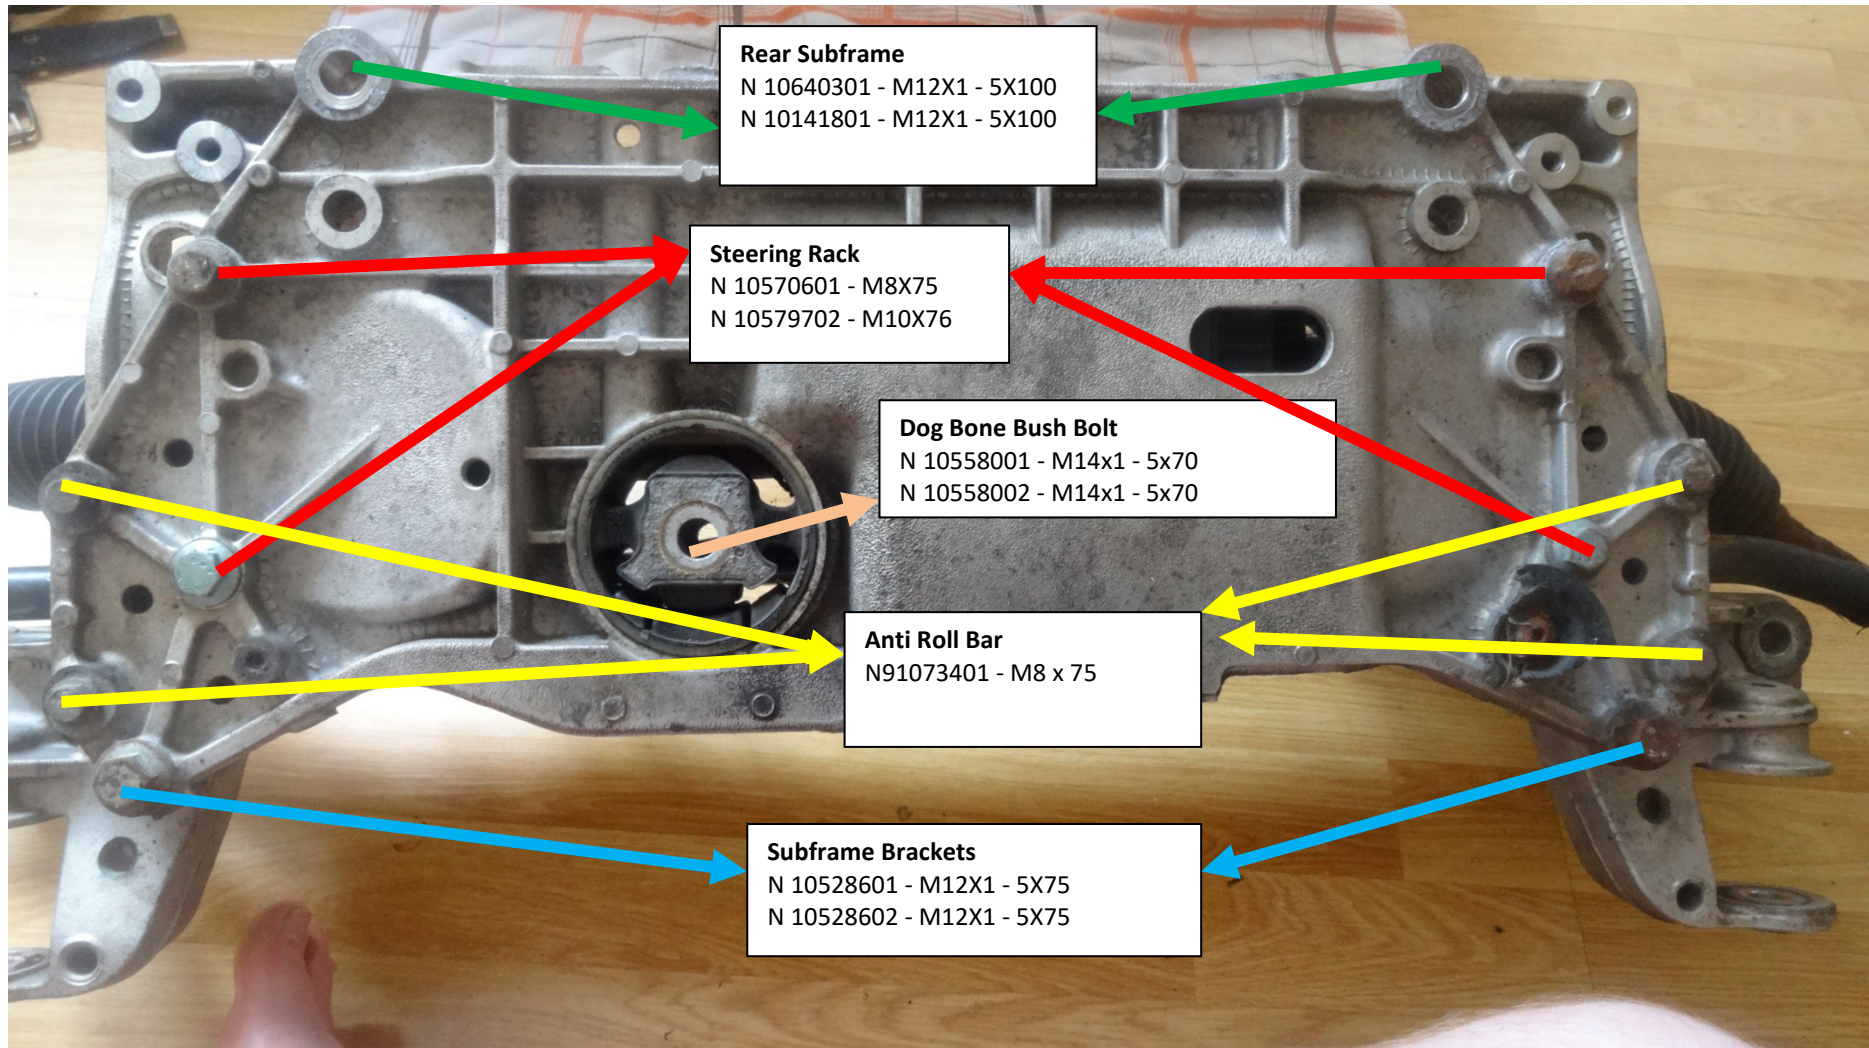 Rear Subframe
N 10640301 - M12X1 - 5X100
N 10141801 - M12X1 - 5X100
Steering Rack
N 10570601 - M8X75
N 10579702 - M10X76
Dog Bone Bush Bolt
N 10558001 - M14x1 - 5x70
N 10558002 - M14x1 - 5x70
Anti Roll Bar
N91073401 - M8 x 75
Subframe Brackets
N 10528601 - M12X1 - 5X75
N 10528602 - M12X1 - 5X75